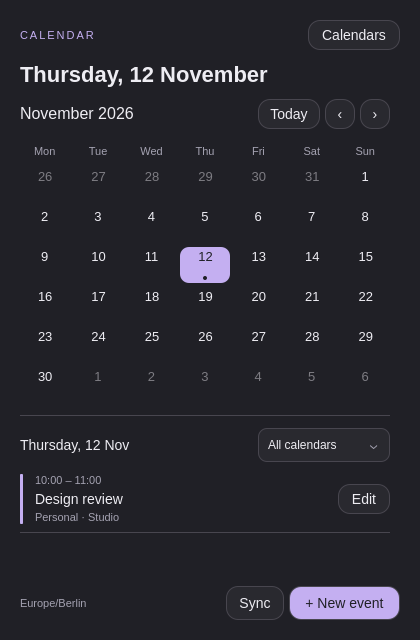 CALENDAR
Calendars
Thursday, 12 November
November 2026
Today ‹ ›
Mon Tue Wed Thu Fri Sat Sun
26 27 28 29 30 31 1
2 3 4 5 6 7 8
9 10 11 12 13 14 15
16 17 18 19 20 21 22
23 24 25 26 27 28 29
30 1 2 3 4 5 6
Thursday, 12 Nov
All calendars
10:00 – 11:00
Design review
Personal · Studio
Edit
Europe/Berlin
Sync
+ New event